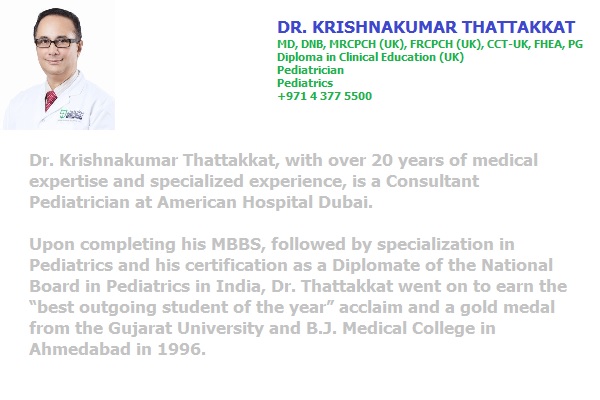 DR. KRISHNAKUMAR THATTAKKAT
MD, DNB, MRCPCH (UK), FRCPCH (UK), CCT-UK, FHEA, PG
Diploma in Clinical Education (UK)
Pediatrician
Pediatrics
+971 4 377 5500
Dr. Krishnakumar Thattakkat, with over 20 years of medical
expertise and specialized experience, is a Consultant
Pediatrician at American Hospital Dubai.
Upon completing his MBBS, followed by specialization in
Pediatrics and his certification as a Diplomate of the National
Board in Pediatrics in India, Dr. Thattakkat went on to earn the
“best outgoing student of the year” acclaim and a gold medal
from the Gujarat University and B.J. Medical College in
Ahmedabad in 1996.